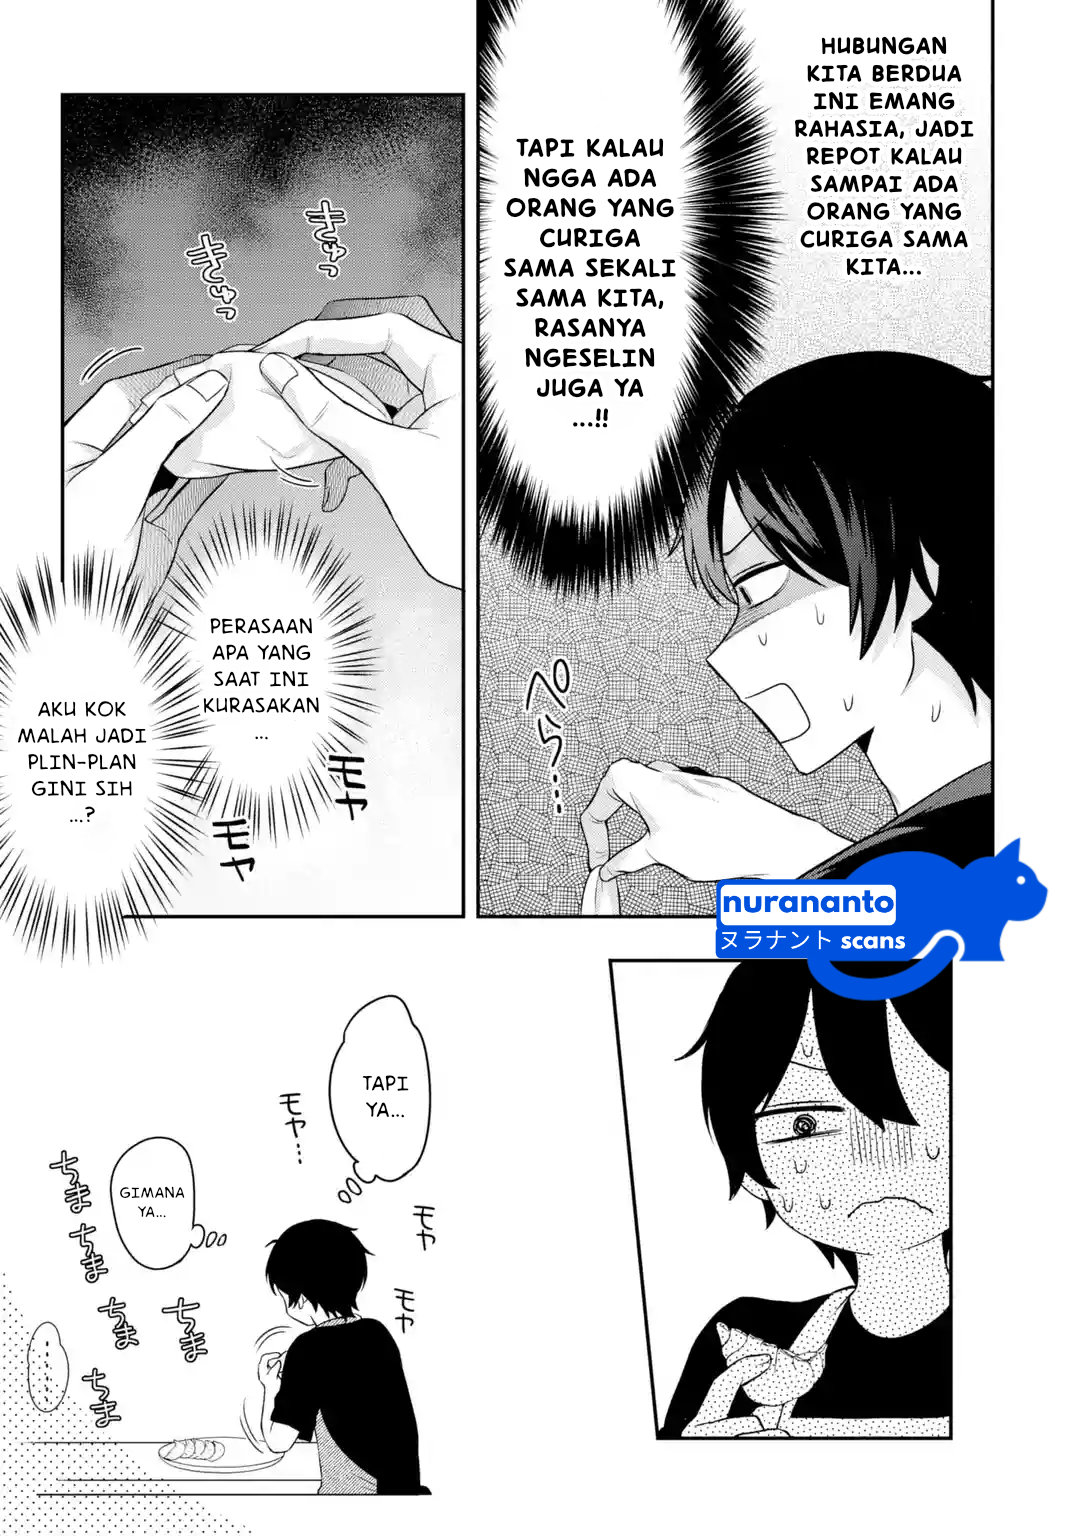 HUBUNGAN
KITA BERDUA
INI EMANG
RAHASIA, JADI
REPOT KALAU
SAMPAI ADA
ORANG YANG
CURIGA SAMA
KITA...
TAPI KALAU
NGGA ADA
ORANG YANG
CURIGA
SAMA SEKALI
SAMA KITA,
RASANYA
NGESELIN
JUGA YA
...!!
ペら…
きゅっ
きゅっ
PERASAAN
APA YANG
SAAT INI
KURASAKAN
...
AKU KOK
MALAH JADI
PLIN-PLAN
GINI SIH
...?
モヤ
モヤ
nurananto
ヌラナント scans
TAPI
YA...
モヤ…
GIMANA
YA...
モヤ
モヤ
ちま
ちま
ちま
ちま
ちま